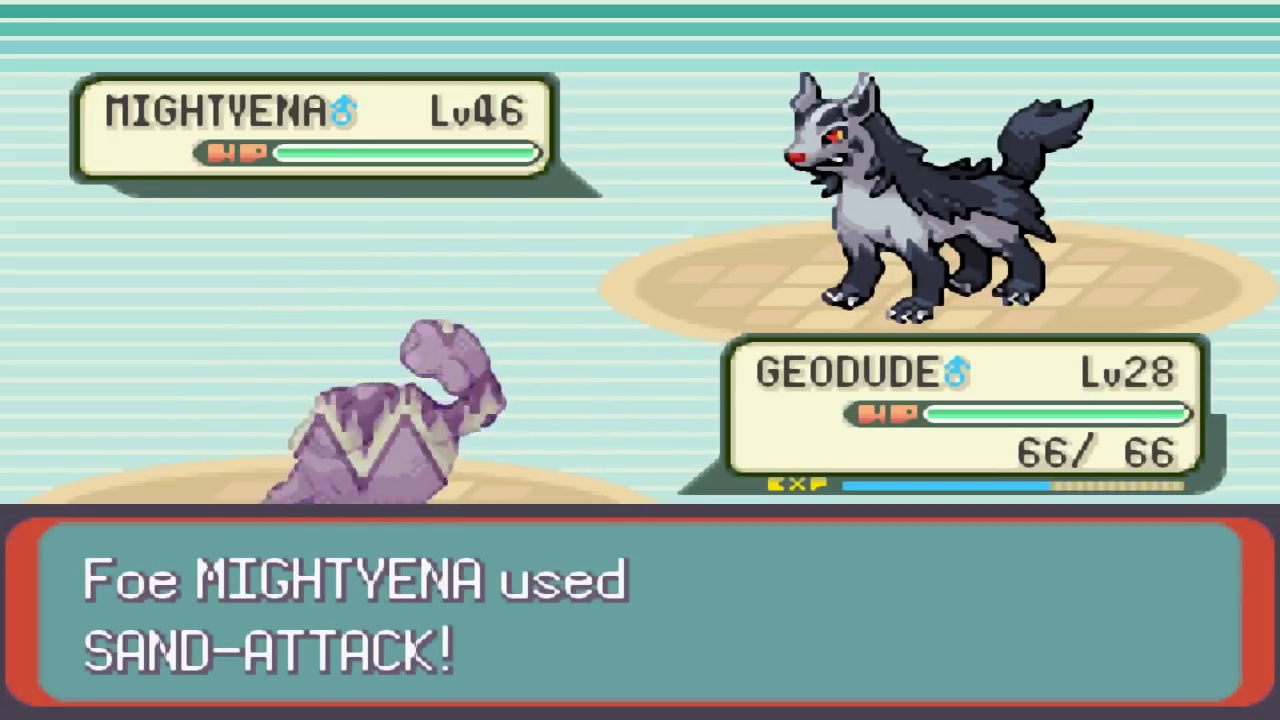 MIGHTYENA♂ Lv46
HP
GEODUDE♂ Lv28
HP
66/ 66
EXP
Foe MIGHTYENA used
SAND-ATTACK!